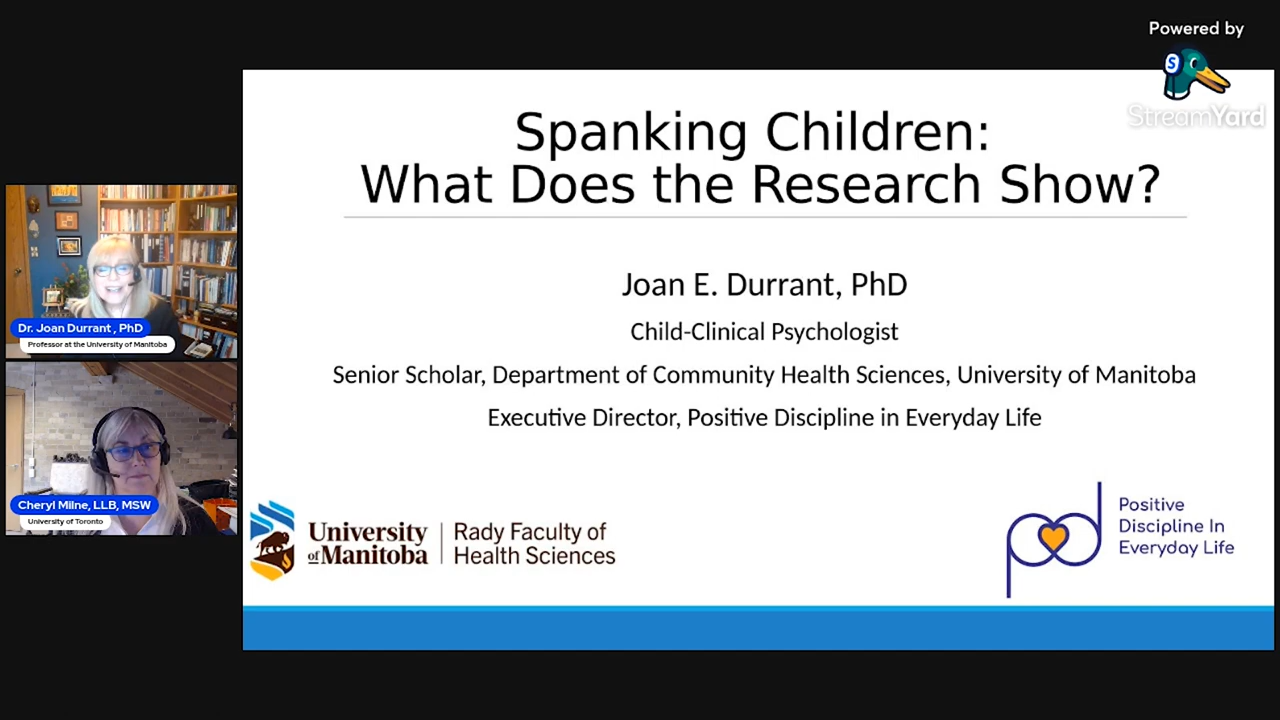 Powered by
S
StreamYard
Spanking Children:
What Does the Research Show?
Joan E. Durrant, PhD
Child-Clinical Psychologist
Senior Scholar, Department of Community Health Sciences, University of Manitoba
Executive Director, Positive Discipline in Everyday Life
Dr. Joan Durrant , PhD
Professor at the University of Manitoba
Cheryl Milne, LLB, MSW
University of Toronto
University
of Manitoba
Rady Faculty of
Health Sciences
pd
Positive
Discipline In
Everyday Life